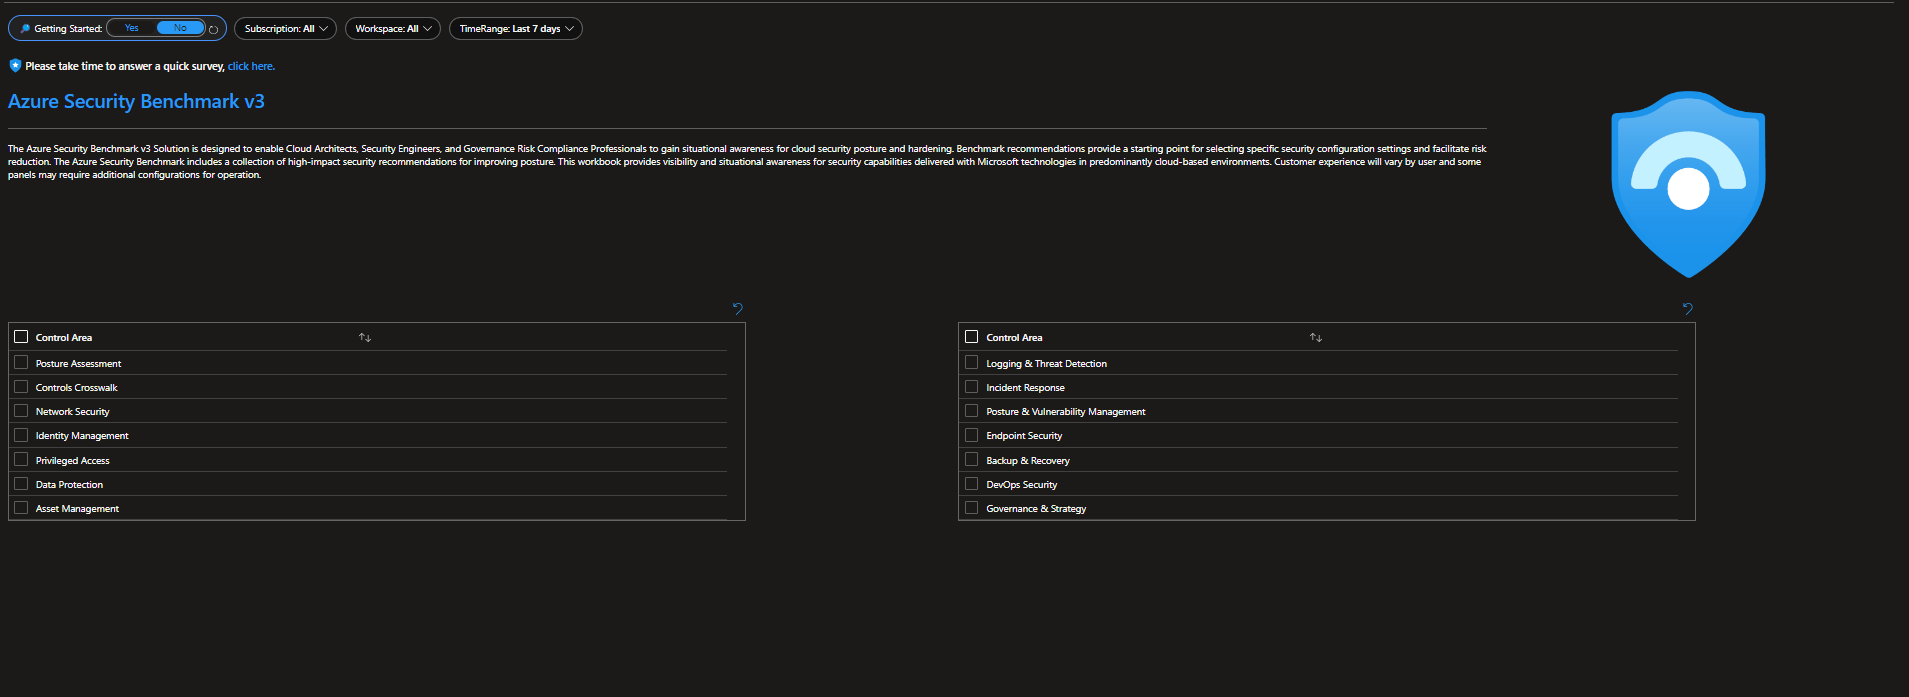 Getting Started: Yes No Subscription: All Workspace: All TimeRange: Last 7 days
Please take time to answer a quick survey, click here.
Azure Security Benchmark v3
The Azure Security Benchmark v3 Solution is designed to enable Cloud Architects, Security Engineers, and Governance Risk Compliance Professionals to gain situational awareness for cloud security posture and hardening. Benchmark recommendations provide a starting point for selecting specific security configuration settings and facilitate risk
reduction. The Azure Security Benchmark includes a collection of high-impact security recommendations for improving posture. This workbook provides visibility and situational awareness for security capabilities delivered with Microsoft technologies in predominantly cloud-based environments. Customer experience will vary by user and some
panels may require additional configurations for operation.
Control Area
Posture Assessment
Controls Crosswalk
Network Security
Identity Management
Privileged Access
Data Protection
Asset Management
Control Area
Logging & Threat Detection
Incident Response
Posture & Vulnerability Management
Endpoint Security
Backup & Recovery
DevOps Security
Governance & Strategy